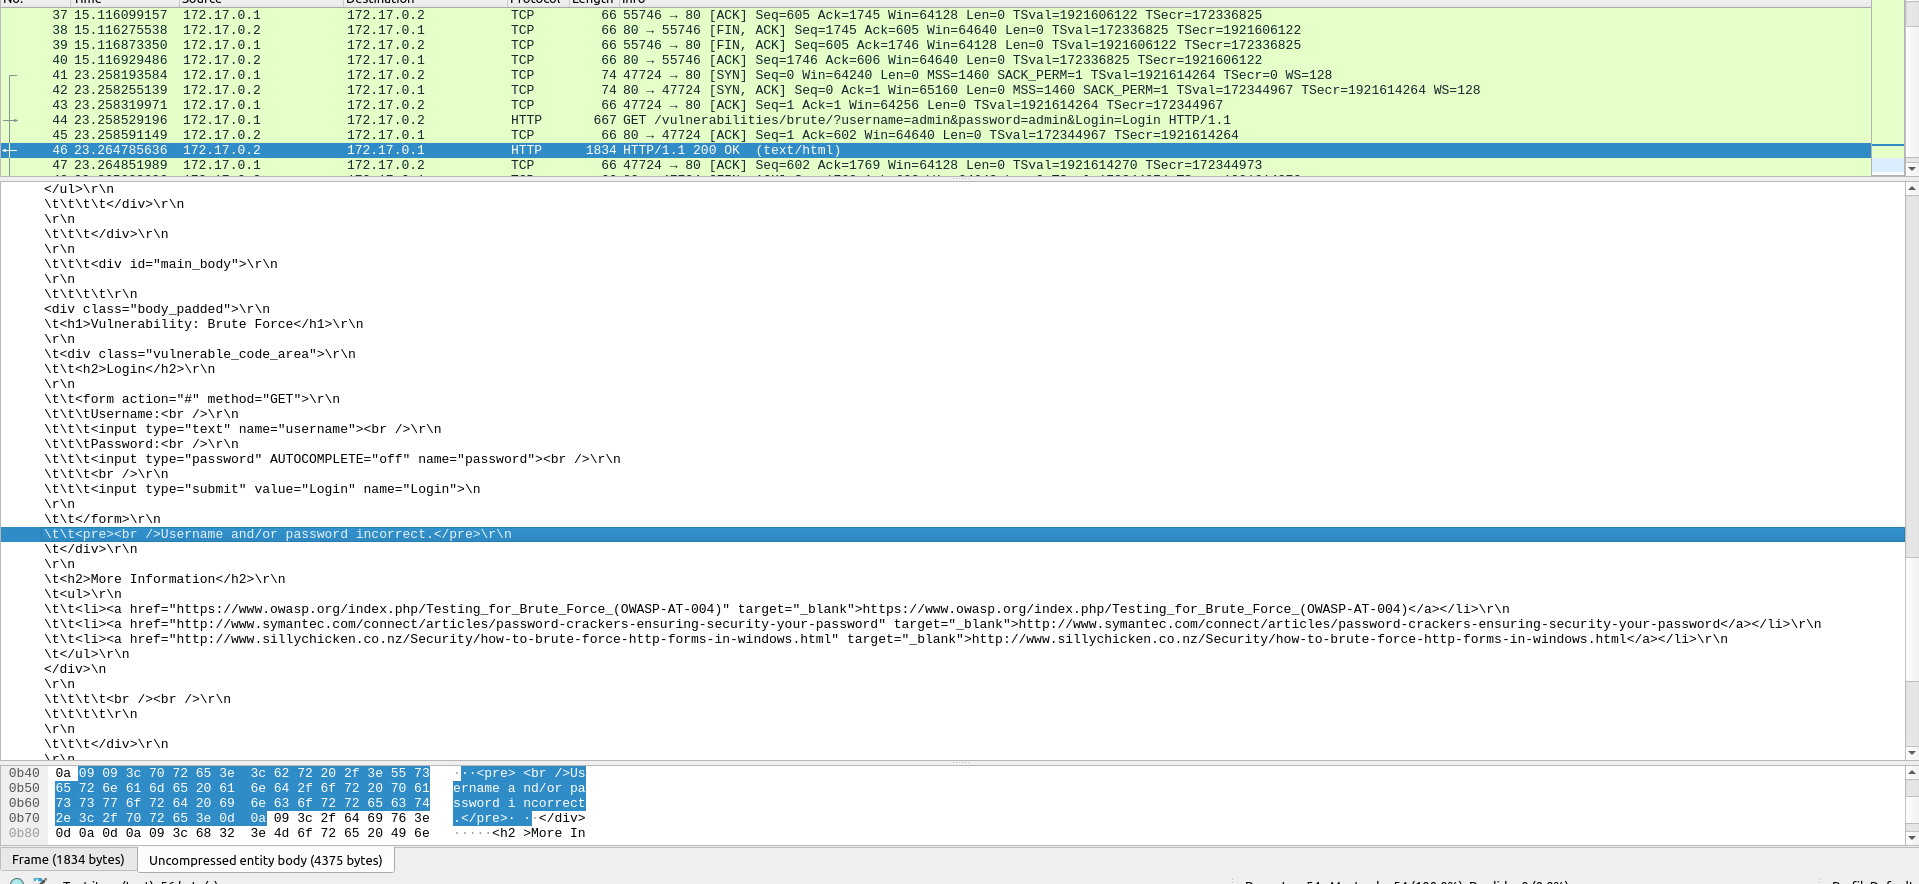 No. Time Source Destination Protocol Length Info
37 15.116099157 172.17.0.1 172.17.0.2 TCP 66 55746 → 80 [ACK] Seq=605 Ack=1745 Win=64128 Len=0 TSval=1921606122 TSecr=172336825
38 15.116275538 172.17.0.2 172.17.0.1 TCP 66 80 → 55746 [FIN, ACK] Seq=1745 Ack=605 Win=64640 Len=0 TSval=172336825 TSecr=1921606122
39 15.116873350 172.17.0.1 172.17.0.2 TCP 66 55746 → 80 [FIN, ACK] Seq=605 Ack=1746 Win=64128 Len=0 TSval=1921606122 TSecr=172336825
40 15.116929486 172.17.0.2 172.17.0.1 TCP 66 80 → 55746 [ACK] Seq=1746 Ack=606 Win=64640 Len=0 TSval=172336825 TSecr=1921606122
41 23.258193584 172.17.0.1 172.17.0.2 TCP 74 47724 → 80 [SYN] Seq=0 Win=64240 Len=0 MSS=1460 SACK_PERM=1 TSval=1921614264 TSecr=0 WS=128
42 23.258255139 172.17.0.2 172.17.0.1 TCP 74 80 → 47724 [SYN, ACK] Seq=0 Ack=1 Win=65160 Len=0 MSS=1460 SACK_PERM=1 TSval=172344967 TSecr=1921614264 WS=128
43 23.258319971 172.17.0.1 172.17.0.2 TCP 66 47724 → 80 [ACK] Seq=1 Ack=1 Win=64256 Len=0 TSval=1921614264 TSecr=172344967
44 23.258529196 172.17.0.1 172.17.0.2 HTTP 667 GET /vulnerabilities/brute/?username=admin&password=admin&Login=Login HTTP/1.1
45 23.258591149 172.17.0.2 172.17.0.1 TCP 66 80 → 47724 [ACK] Seq=1 Ack=602 Win=64640 Len=0 TSval=172344967 TSecr=1921614264
46 23.264785636 172.17.0.2 172.17.0.1 HTTP 1834 HTTP/1.1 200 OK  (text/html)
47 23.264851989 172.17.0.1 172.17.0.2 TCP 66 47724 → 80 [ACK] Seq=602 Ack=1769 Win=64128 Len=0 TSval=1921614270 TSecr=172344973
</ul>\r\n
\t\t\t\t</div>\r\n
\r\n
\t\t\t</div>\r\n
\r\n
\t\t\t<div id="main_body">\r\n
\r\n
\t\t\t\t\r\n
<div class="body_padded">\r\n
\t<h1>Vulnerability: Brute Force</h1>\r\n
\r\n
\t<div class="vulnerable_code_area">\r\n
\t\t<h2>Login</h2>\r\n
\r\n
\t\t<form action="#" method="GET">\r\n
\t\t\tUsername:<br />\r\n
\t\t\t<input type="text" name="username"><br />\r\n
\t\t\tPassword:<br />\r\n
\t\t\t<input type="password" AUTOCOMPLETE="off" name="password"><br />\r\n
\t\t\t<br />\r\n
\t\t\t<input type="submit" value="Login" name="Login">\n
\r\n
\t\t</form>\r\n
\t\t<pre><br />Username and/or password incorrect.</pre>\r\n
\t</div>\r\n
\r\n
\t<h2>More Information</h2>\r\n
\t<ul>\r\n
\t\t<li><a href="https://www.owasp.org/index.php/Testing_for_Brute_Force_(OWASP-AT-004)" target="_blank">https://www.owasp.org/index.php/Testing_for_Brute_Force_(OWASP-AT-004)</a></li>\r\n
\t\t<li><a href="http://www.symantec.com/connect/articles/password-crackers-ensuring-security-your-password" target="_blank">http://www.symantec.com/connect/articles/password-crackers-ensuring-security-your-password</a></li>\r\n
\t\t<li><a href="http://www.sillychicken.co.nz/Security/how-to-brute-force-http-forms-in-windows.html" target="_blank">http://www.sillychicken.co.nz/Security/how-to-brute-force-http-forms-in-windows.html</a></li>\r\n
\t</ul>\r\n
</div>\n
\r\n
\t\t\t\t\t<br /><br />\r\n
\t\t\t\t\t\r\n
\r\n
\t\t\t</div>\r\n
\r\n
0b40 0a 09 09 3c 70 72 65 3e 3c 62 72 20 2f 3e 55 73 ···<pre> <br />Us
0b50 65 72 6e 61 6d 65 20 61 6e 64 2f 6f 72 20 70 61 ername a nd/or pa
0b60 73 73 77 6f 72 64 20 69 6e 63 6f 72 72 65 63 74 ssword i ncorrect
0b70 2e 3c 2f 70 72 65 3e 0d 0a 09 3c 2f 64 69 76 3e .</pre>· ··</div>
0b80 0d 0a 0d 0a 09 3c 68 32 3e 4d 6f 72 65 20 49 6e ·····<h2 >More In
Frame (1834 bytes) Uncompressed entity body (4375 bytes)